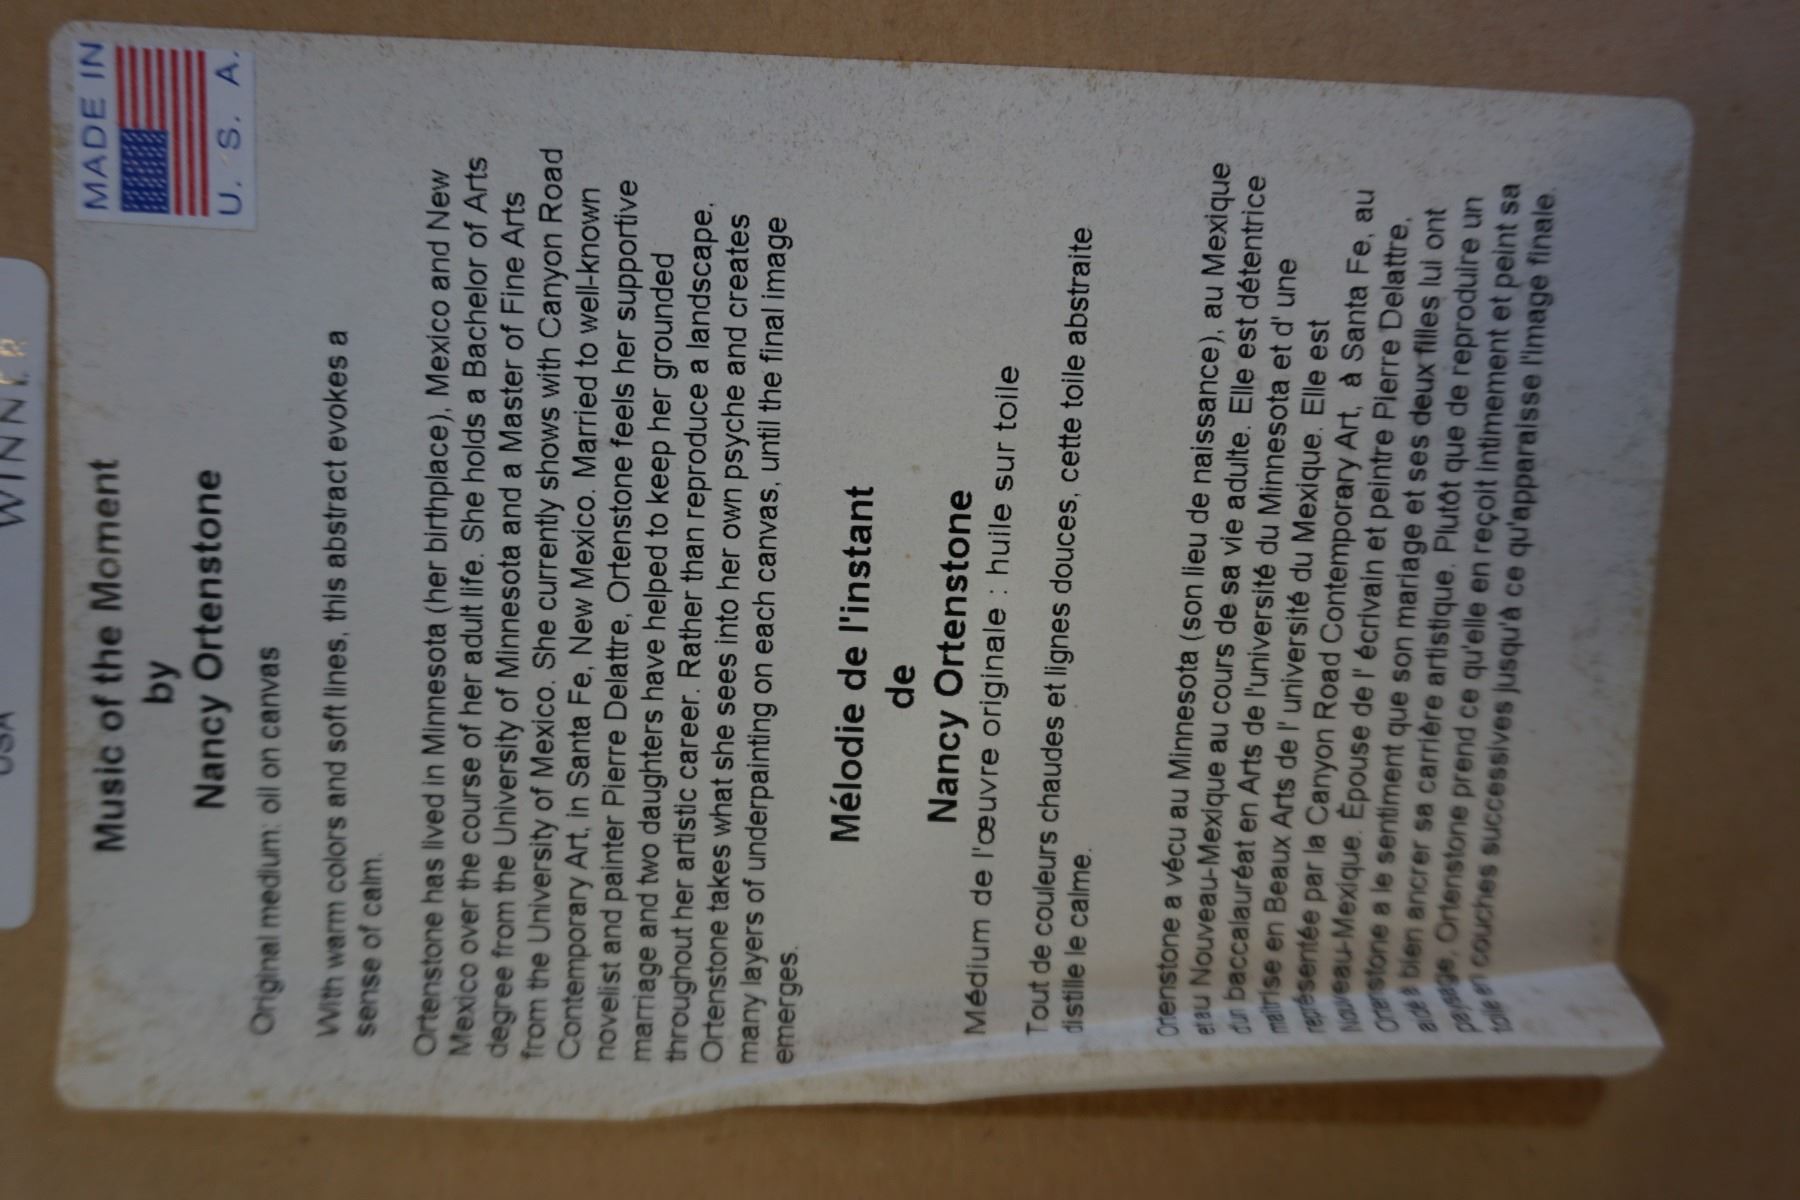 USA WINNER
MADE IN
U. S. A.
Music of the Moment
by
Nancy Ortenstone
Original medium: oil on canvas
With warm colors and soft lines, this abstract evokes a
sense of calm.
Ortenstone has lived in Minnesota (her birthplace), Mexico and New
Mexico over the course of her adult life. She holds a Bachelor of Arts
degree from the University of Minnesota and a Master of Fine Arts
from the University of Mexico. She currently shows with Canyon Road
Contemporary Art, in Santa Fe, New Mexico. Married to well-known
novelist and painter Pierre Delattre, Ortenstone feels her supportive
marriage and two daughters have helped to keep her grounded
throughout her artistic career. Rather than reproduce a landscape,
Ortenstone takes what she sees into her own psyche and creates
many layers of underpainting on each canvas, until the final image
emerges.
Mélodie de l'instant
de
Nancy Ortenstone
Médium de l'œuvre originale : huile sur toile
Tout de couleurs chaudes et lignes douces, cette toile abstraite
distille le calme.
Orenstone a vécu au Minnesota (son lieu de naissance), au Mexique
et au Nouveau-Mexique au cours de sa vie adulte. Elle est détentrice
d'un baccalauréat en Arts de l'université du Minnesota et d' une
maîtrise en Beaux Arts de l' université du Mexique. Elle est
représentée par la Canyon Road Contemporary Art, à Santa Fe, au
Nouveau-Mexique. Épouse de l' écrivain et peintre Pierre Delattre,
Orenstone a le sentiment que son mariage et ses deux filles lui ont
aidé à bien ancrer sa carrière artistique. Plutôt que de reproduire un
paysage, Ortenstone prend ce qu'elle en reçoit intimement et peint sa
toile en couches successives jusqu'à ce qu'apparaisse l'image finale.